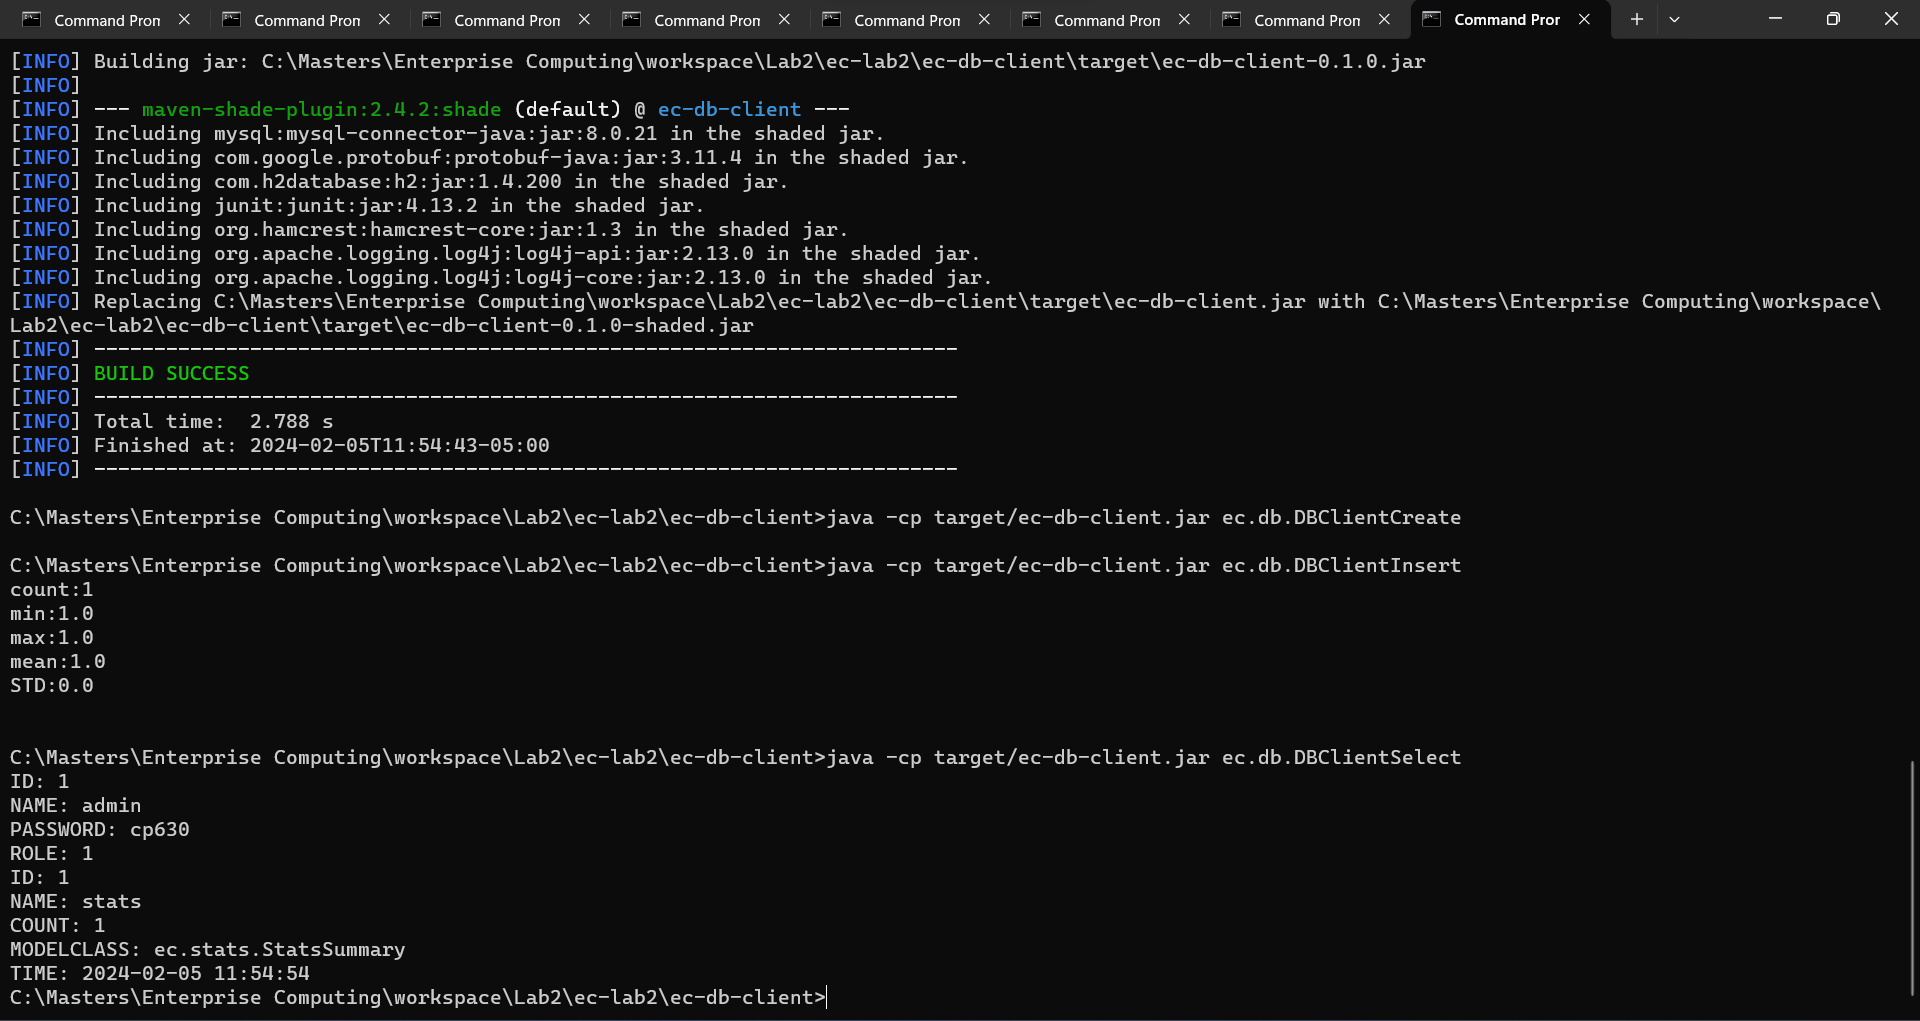 Command Pron Command Pron Command Pron Command Pron Command Pron Command Pron Command Pron Command Pror
[INFO] Building jar: C:\Masters\Enterprise Computing\workspace\Lab2\ec-lab2\ec-db-client\target\ec-db-client-0.1.0.jar
[INFO]
[INFO] --- maven-shade-plugin:2.4.2:shade (default) @ ec-db-client ---
[INFO] Including mysql:mysql-connector-java:jar:8.0.21 in the shaded jar.
[INFO] Including com.google.protobuf:protobuf-java:jar:3.11.4 in the shaded jar.
[INFO] Including com.h2database:h2:jar:1.4.200 in the shaded jar.
[INFO] Including junit:junit:jar:4.13.2 in the shaded jar.
[INFO] Including org.hamcrest:hamcrest-core:jar:1.3 in the shaded jar.
[INFO] Including org.apache.logging.log4j:log4j-api:jar:2.13.0 in the shaded jar.
[INFO] Including org.apache.logging.log4j:log4j-core:jar:2.13.0 in the shaded jar.
[INFO] Replacing C:\Masters\Enterprise Computing\workspace\Lab2\ec-lab2\ec-db-client\target\ec-db-client.jar with C:\Masters\Enterprise Computing\workspace\
Lab2\ec-lab2\ec-db-client\target\ec-db-client-0.1.0-shaded.jar
[INFO] ------------------------------------------------------------------------
[INFO] BUILD SUCCESS
[INFO] ------------------------------------------------------------------------
[INFO] Total time:  2.788 s
[INFO] Finished at: 2024-02-05T11:54:43-05:00
[INFO] ------------------------------------------------------------------------
C:\Masters\Enterprise Computing\workspace\Lab2\ec-lab2\ec-db-client>java -cp target/ec-db-client.jar ec.db.DBClientCreate
C:\Masters\Enterprise Computing\workspace\Lab2\ec-lab2\ec-db-client>java -cp target/ec-db-client.jar ec.db.DBClientInsert
count:1
min:1.0
max:1.0
mean:1.0
STD:0.0
C:\Masters\Enterprise Computing\workspace\Lab2\ec-lab2\ec-db-client>java -cp target/ec-db-client.jar ec.db.DBClientSelect
ID: 1
NAME: admin
PASSWORD: cp630
ROLE: 1
ID: 1
NAME: stats
COUNT: 1
MODELCLASS: ec.stats.StatsSummary
TIME: 2024-02-05 11:54:54
C:\Masters\Enterprise Computing\workspace\Lab2\ec-lab2\ec-db-client>